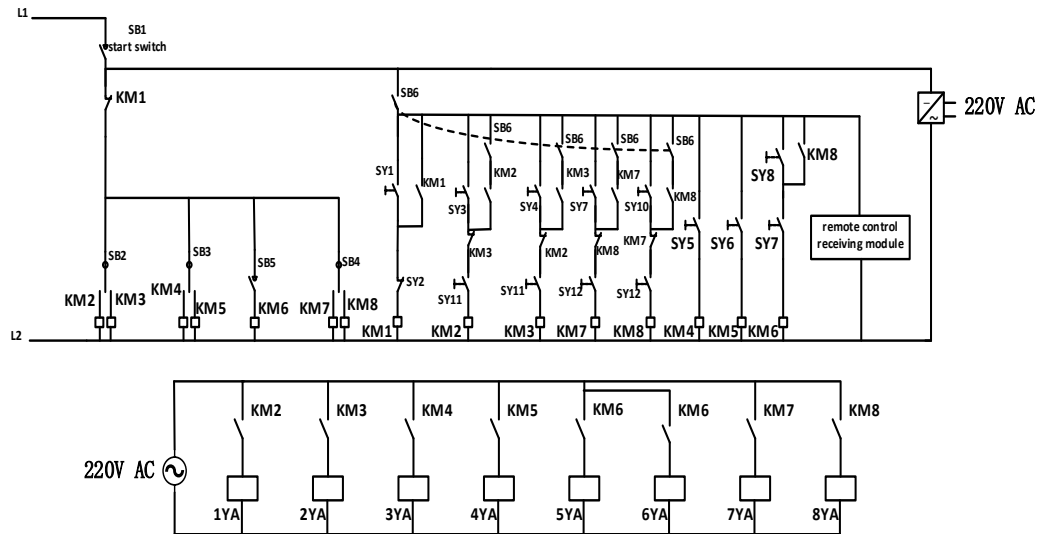 L1
SB1
start switch
KM1
SB6
220V AC
SB6
SB6
SB6
SB6
SY1
KM1
KM2
KM3
KM7
KM8
SY8
KM8
SY3
SY4
SY7
SY10
SY5
SY6
SY7
remote control
receiving module
KM3
KM2
KM8
KM7
SB2
SB3
SB5
SB4
SY2
SY11
SY11
SY12
SY12
KM2
KM3
KM4
KM5
KM6
KM7
KM8
L2
KM1
KM2
KM3
KM7
KM8
KM4
KM5
KM6
KM2
KM3
KM4
KM5
KM6
KM6
KM7
KM8
220V AC
1YA
2YA
3YA
4YA
5YA
6YA
7YA
8YA